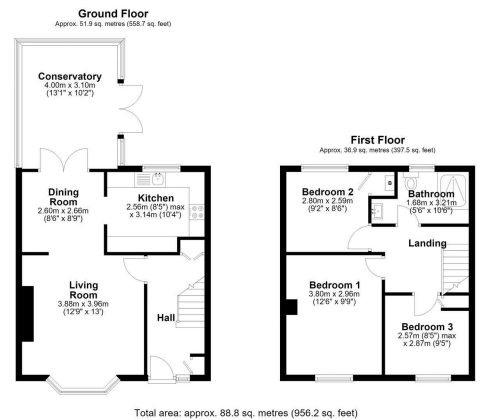 Ground Floor
Approx. 51.9 sq. metres (558.7 sq. feet)
Conservatory
4.00m x 3.10m
(13'1" x 10'2")
Dining
Room
2.60m x 2.66m
(8'6" x 8'9")
Kitchen
2.56m (8'5") max
x 3.14m (10'4")
Living
Room
3.88m x 3.96m
(12'9" x 13')
Hall
First Floor
Approx. 36.9 sq. metres (397.5 sq. feet)
Bedroom 2
2.80m x 2.59m
(9'2" x 8'6")
Bathroom
1.68m x 3.21m
(5'6" x 10'6")
Landing
Bedroom 1
3.80m x 2.96m
(12'6" x 9'9")
Bedroom 3
2.57m (8'5") max
x 2.87m (9'5")
Total area: approx. 88.8 sq. metres (956.2 sq. feet)